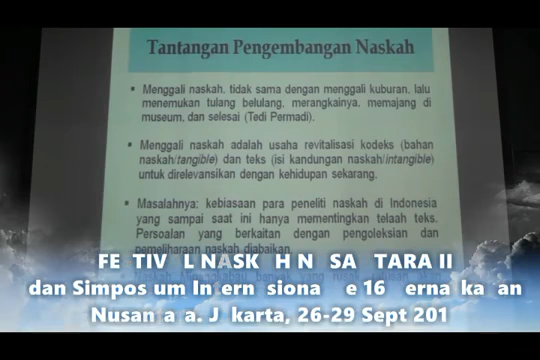 Tantangan Pengembangan Naskah
▪ Menggali naskah, tidak sama dengan menggali kuburan, lalu
menemukan tulang belulang, merangkainya, memajang di
museum, dan selesai (Tedi Permadi).
▪ Menggali naskah adalah usaha revitalisasi kodeks (bahan
naskah/tangible) dan teks (isi kandungan naskah/intangible)
untuk direlevansikan dengan kehidupan sekarang.
▪ Masalahnya: kebiasaan para peneliti naskah di Indonesia
yang sampai saat ini hanya mementingkan telaah teks.
Persoalan yang berkaitan dengan pengoleksian dan
pemeliharaan naskah diabaikan.
FE TIV L NASK H N SA TARA II
dan Simpos um In ern siona e 16 erna ka an
Nusan a a. J karta, 26-29 Sept 201